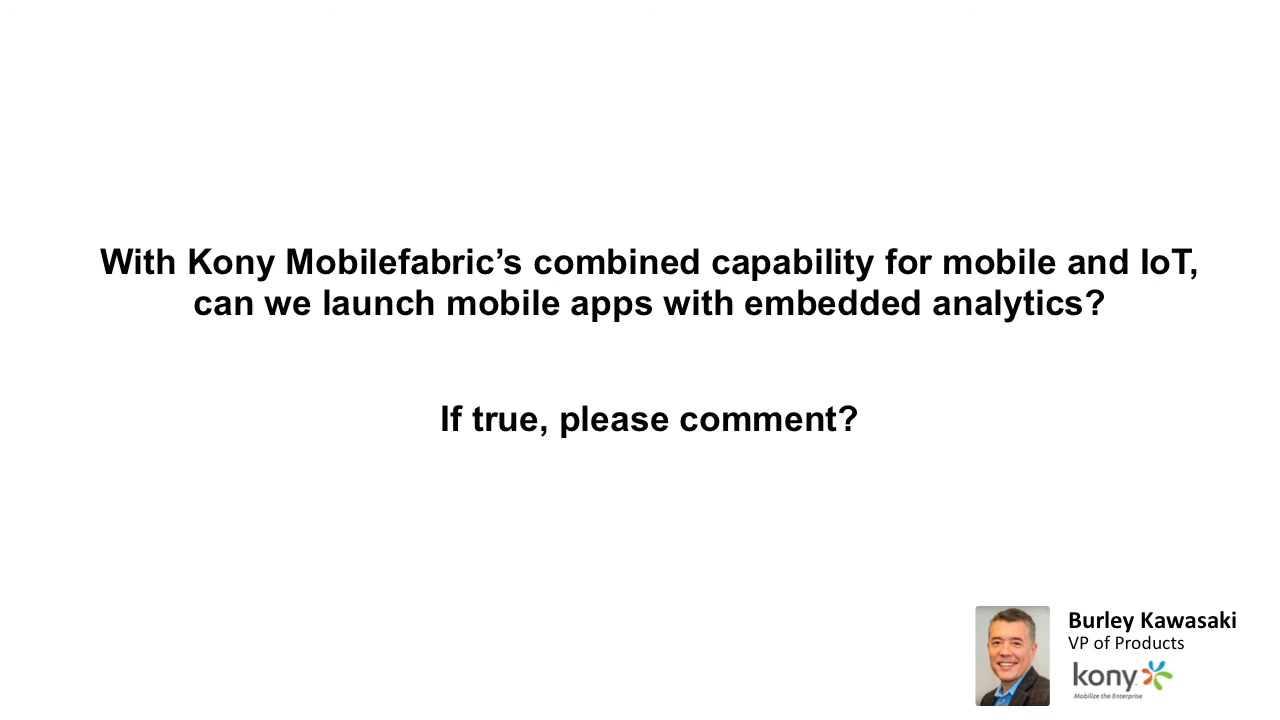 With Kony Mobilefabric’s combined capability for mobile and IoT,
can we launch mobile apps with embedded analytics?
If true, please comment?
Burley Kawasaki
VP of Products
kony
Mobilize the Enterprise